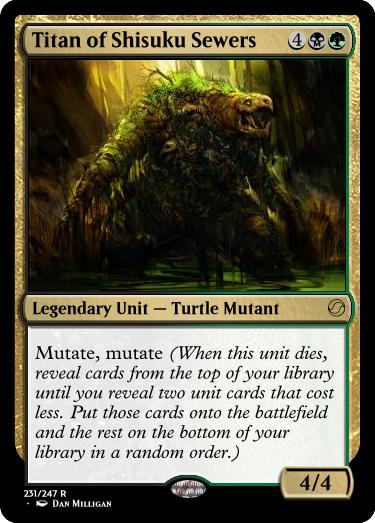 Titan of Shisuku Sewers 4
Legendary Unit — Turtle Mutant
Mutate, mutate (When this unit dies,
reveal cards from the top of your library
until you reveal two unit cards that cost
less. Put those cards onto the battlefield
and the rest on the bottom of your
library in a random order.)
4/4
231/247 R
· Dan Milligan